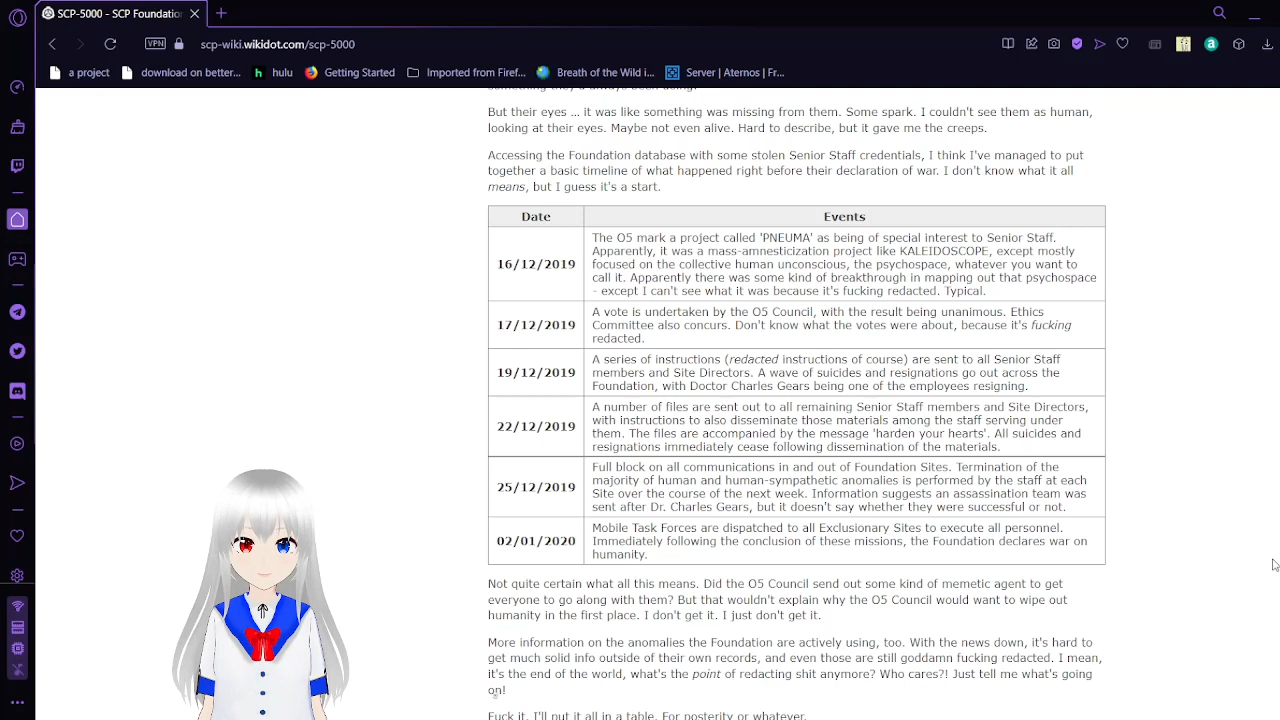 SCP-5000 - SCP Foundation
scp-wiki.wikidot.com/scp-5000
VPN
a project
download on better...
hulu
Getting Started
Imported from Firef...
Breath of the Wild i...
Server | Aternos | Fr...
something they'd always been doing.
But their eyes ... it was like something was missing from them. Some spark. I couldn't see them as human,
looking at their eyes. Maybe not even alive. Hard to describe, but it gave me the creeps.
Accessing the Foundation database with some stolen Senior Staff credentials, I think I've managed to put
together a basic timeline of what happened right before their declaration of war. I don't know what it all
means, but I guess it's a start.
Date
Events
16/12/2019
The O5 mark a project called 'PNEUMA' as being of special interest to Senior Staff.
Apparently, it was a mass-amnesticization project like KALEIDOSCOPE, except mostly
focused on the collective human unconscious, the psychospace, whatever you want to
call it. Apparently there was some kind of breakthrough in mapping out that psychospace
- except I can't see what it was because it's fucking redacted. Typical.
17/12/2019
A vote is undertaken by the O5 Council, with the result being unanimous. Ethics
Committee also concurs. Don't know what the votes were about, because it's fucking
redacted.
19/12/2019
A series of instructions (redacted instructions of course) are sent to all Senior Staff
members and Site Directors. A wave of suicides and resignations go out across the
Foundation, with Doctor Charles Gears being one of the employees resigning.
22/12/2019
A number of files are sent out to all remaining Senior Staff members and Site Directors,
with instructions to also disseminate those materials among the staff serving under
them. The files are accompanied by the message 'harden your hearts'. All suicides and
resignations immediately cease following dissemination of the materials.
25/12/2019
Full block on all communications in and out of Foundation Sites. Termination of the
majority of human and human-sympathetic anomalies is performed by the staff at each
Site over the course of the next week. Information suggests an assassination team was
sent after Dr. Charles Gears, but it doesn't say whether they were successful or not.
02/01/2020
Mobile Task Forces are dispatched to all Exclusionary Sites to execute all personnel.
Immediately following the conclusion of these missions, the Foundation declares war on
humanity.
Not quite certain what all this means. Did the O5 Council send out some kind of memetic agent to get
everyone to go along with them? But that wouldn't explain why the O5 Council would want to wipe out
humanity in the first place. I don't get it. I just don't get it.
More information on the anomalies the Foundation are actively using, too. With the news down, it's hard to
get much solid info outside of their own records, and even those are still goddamn fucking redacted. I mean,
it's the end of the world, what's the point of redacting shit anymore? Who cares?! Just tell me what's going
on!
Fuck it, I'll put it all in a table. For posterity or whatever.